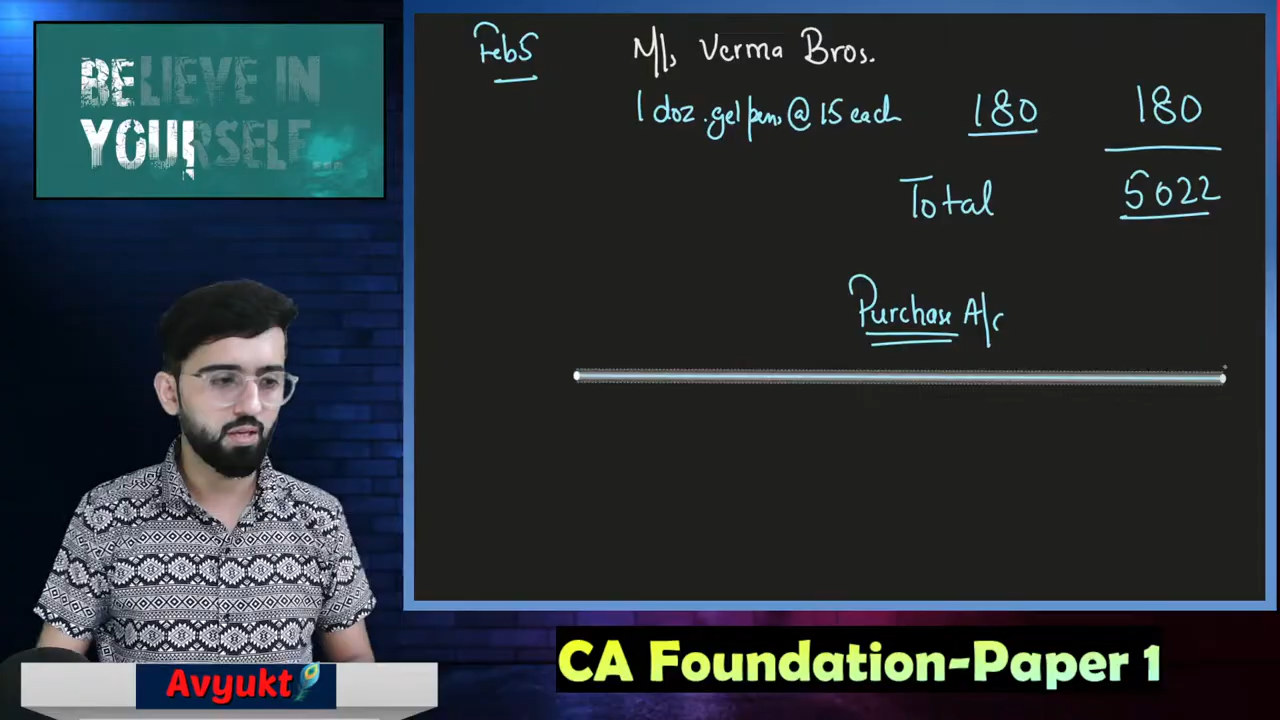 BELIEVE IN
YOURSELF...
Feb5 M/s Verma Bros.
1 doz. gel pens @ 15 each 180 180
Total 5022
Purchase A/c
CA Foundation-Paper 1
Avyukt